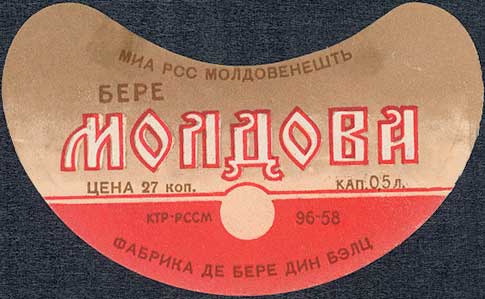 МИА РСС МОЛДОВЕНЕШТЬ
БЕРЕ
МОЛДОВА
ЦЕНА 27 коп.
КАП. 0,5 л.
КТР-РССМ
96-58
ФАБРИКА ДЕ БЕРЕ ДИН БЭЛЦ